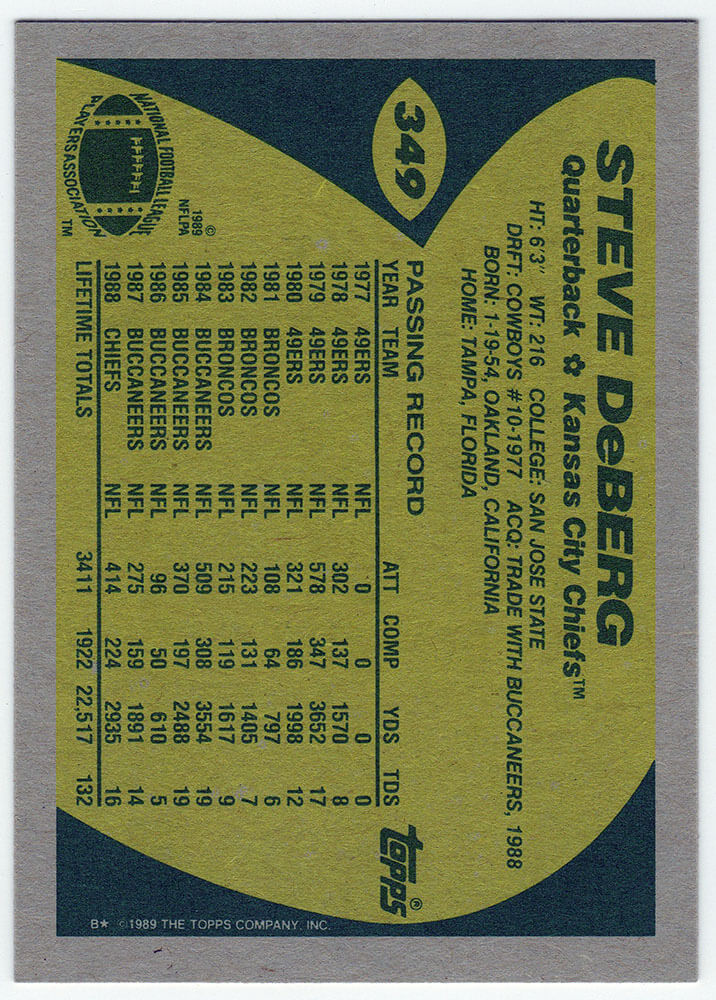 349
STEVE DeBERG
Quarterback ✿ Kansas City Chiefs™
HT: 6'3" WT: 216 COLLEGE: SAN JOSE STATE
DRFT: COWBOYS #10-1977 ACQ: TRADE WITH BUCCANEERS, 1988
BORN: 1-19-54, OAKLAND, CALIFORNIA
HOME: TAMPA, FLORIDA
PASSING RECORD
YEAR TEAM ATT COMP YDS TDS
1977 49ERS NFL 0 0 0 0
1978 49ERS NFL 302 137 1570 8
1979 49ERS NFL 578 347 3652 17
1980 49ERS NFL 321 186 1998 12
1981 BRONCOS NFL 108 64 797 6
1982 BRONCOS NFL 223 131 1405 7
1983 BRONCOS NFL 215 119 1617 9
1984 BUCCANEERS NFL 509 308 3554 19
1985 BUCCANEERS NFL 370 197 2488 19
1986 BUCCANEERS NFL 96 50 610 5
1987 BUCCANEERS NFL 275 159 1891 14
1988 CHIEFS NFL 414 224 2935 16
LIFETIME TOTALS 3411 1922 22,517 132
©
1989
NFLPA
NATIONAL FOOTBALL LEAGUE
PLAYERS ASSOCIATION
TM
topps®
B★ ©1989 THE TOPPS COMPANY, INC.